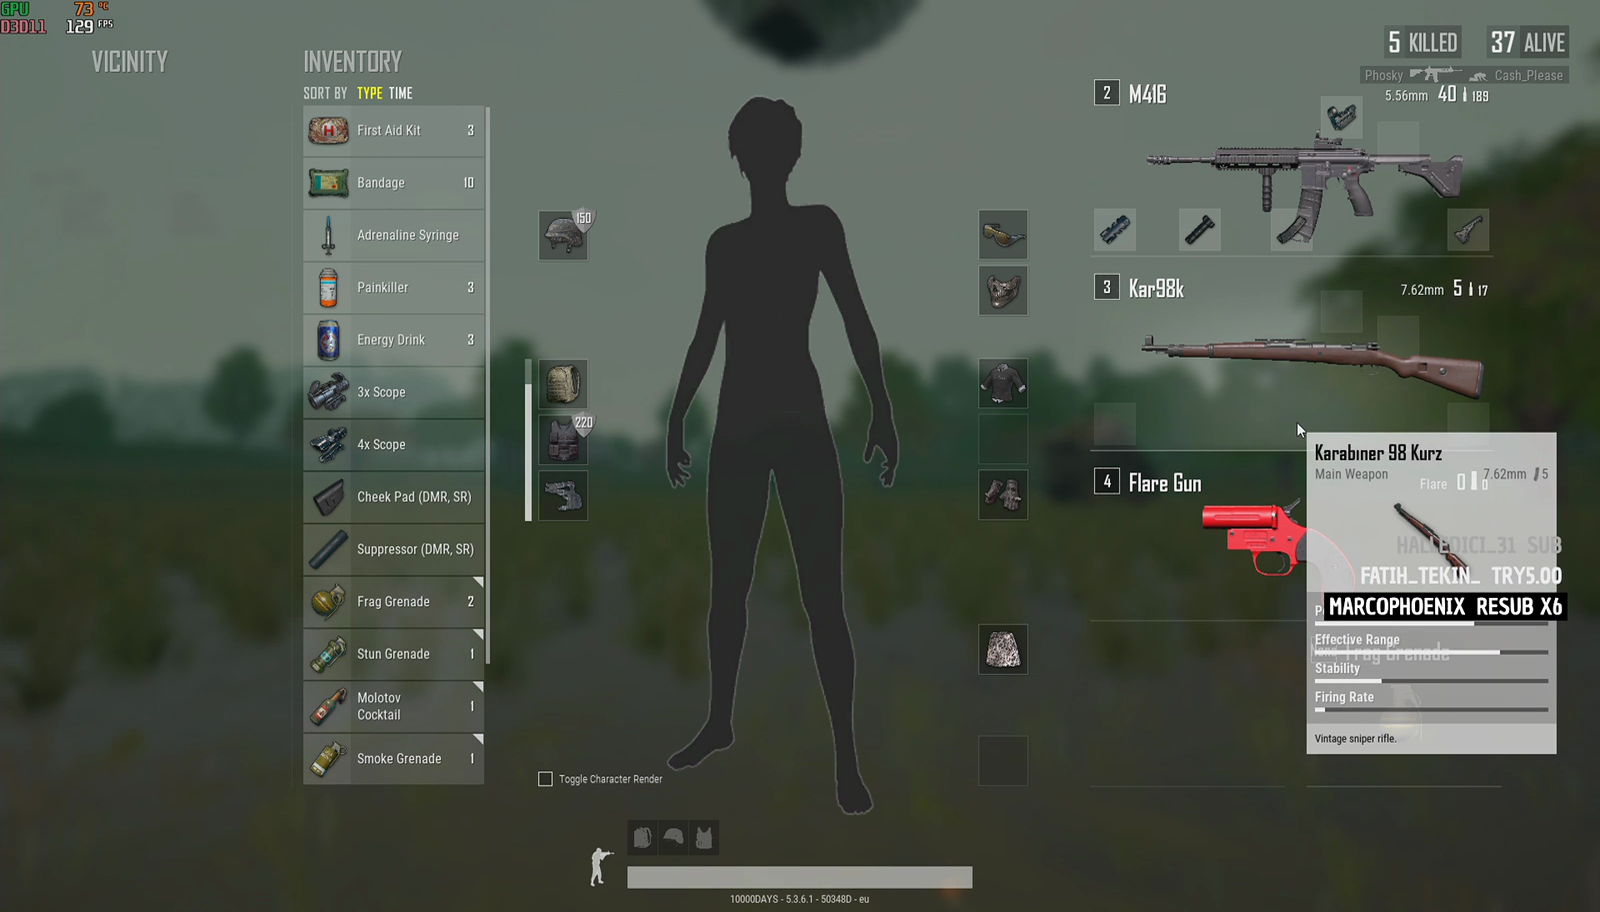 GPU 73 °C
D3D11 129 FPS
VICINITY
INVENTORY
SORT BY TYPE TIME
First Aid Kit 3
Bandage 10
Adrenaline Syringe
Painkiller 3
Energy Drink 3
3x Scope
4x Scope
Cheek Pad (DMR, SR)
Suppressor (DMR, SR)
Frag Grenade 2
Stun Grenade 1
Molotov
Cocktail
1
Smoke Grenade 1
150
220
Toggle Character Render
10000DAYS - 5.3.6.1 - 50348D - eu
5 KILLED 37 ALIVE
Phosky Cash_Please
2 M416 5.56mm 40 189
3 Kar98k 7.62mm 5 17
4 Flare Gun
Karabiner 98 Kurz
Main Weapon 7.62mm 5
Flare 0 0
HALLEDICI_31 SUB
FATIH_TEKIN_ TRY5.00
MARCOPHOENIX RESUB X6
Effective Range
Frag Grenade
Stability
Firing Rate
Vintage sniper rifle.